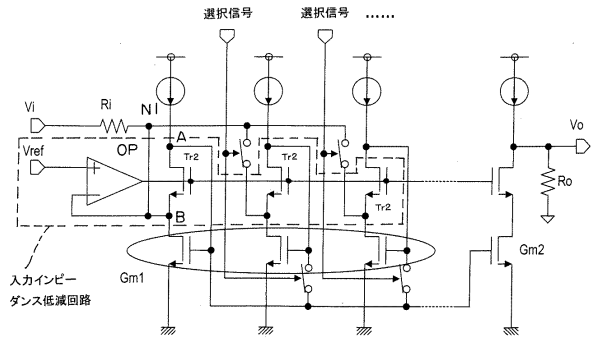 選択信号
選択信号
……
Vi
Ri
NI
A
Vo
Vref
OP
Tr2
Tr2
Tr2
Ro
B
Gm2
Gm1
入力インピー
ダンス低減回路